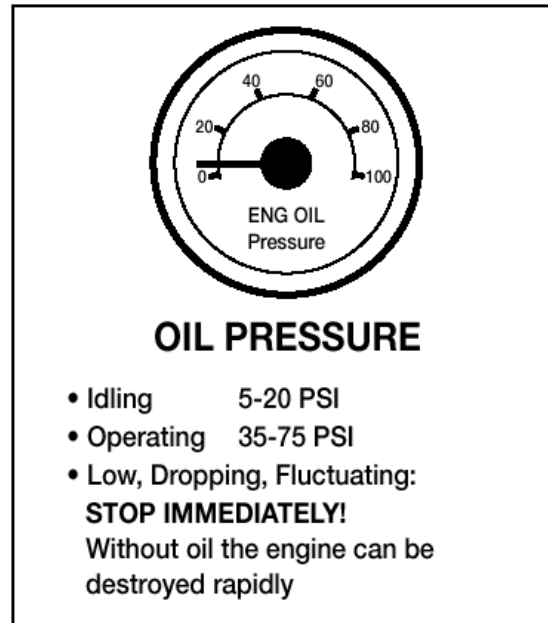 40 60
20 80
0 100
ENG OIL
Pressure
OIL PRESSURE
• Idling 5-20 PSI
• Operating 35-75 PSI
• Low, Dropping, Fluctuating:
STOP IMMEDIATELY!
Without oil the engine can be
destroyed rapidly